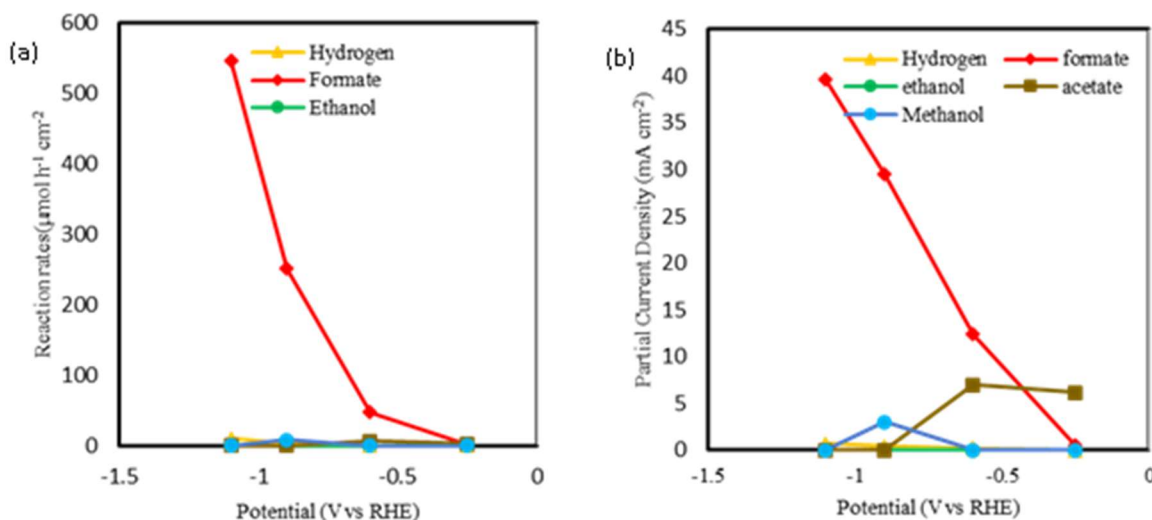 (a)
600
500
400
300
200
100
0
-1.5
-1
-0.5
0
Reaction rates(µmol h-1 cm-2
Potential (V vs RHE)
Hydrogen
Formate
Ethanol
(b)
45
40
35
30
25
20
15
10
5
0
-1.5
-1
-0.5
0
Partial Current Density (mA cm-2)
Potential (V vs RHE)
Hydrogen
formate
ethanol
acetate
Methanol